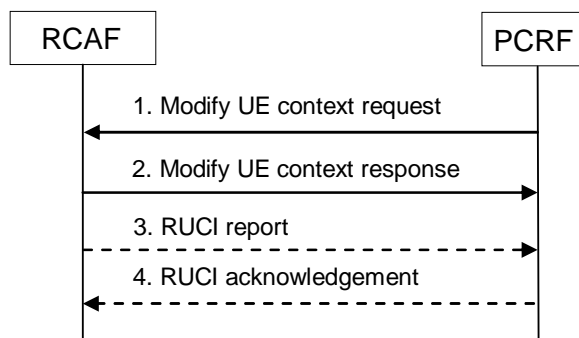 RCAF
PCRF
1. Modify UE context request
2. Modify UE context response
3. RUCI report
4. RUCI acknowledgement